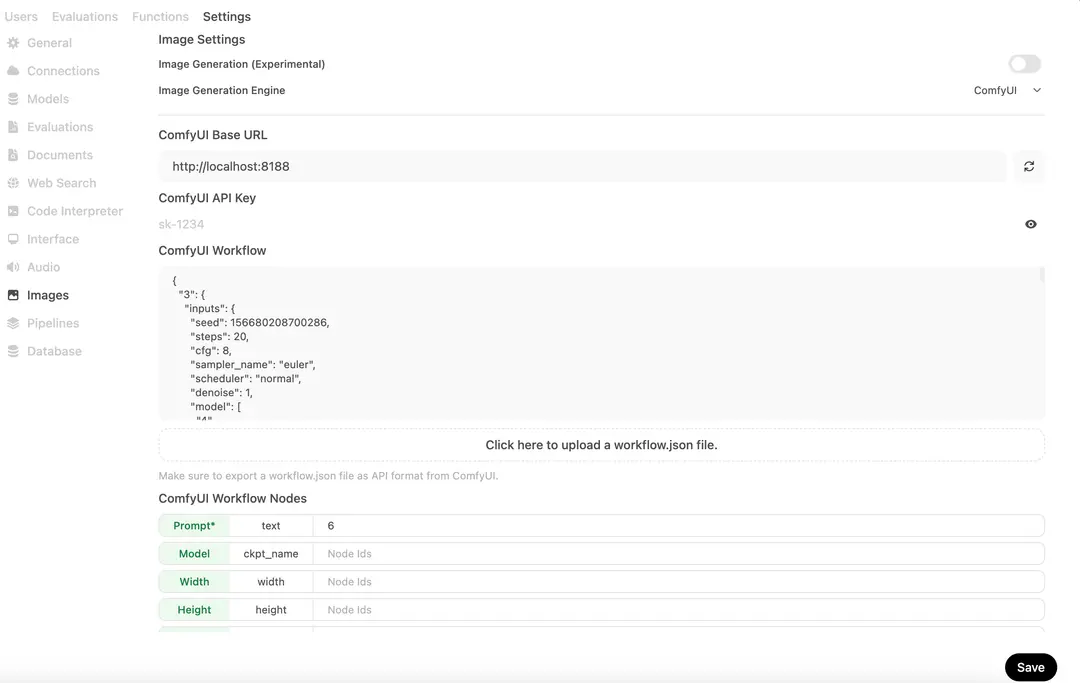 Users Evaluations Functions Settings
General
Connections
Models
Evaluations
Documents
Web Search
Code Interpreter
Interface
Audio
Images
Pipelines
Database
Image Settings
Image Generation (Experimental)
Image Generation Engine ComfyUI
ComfyUI Base URL
http://localhost:8188
ComfyUI API Key
sk-1234
ComfyUI Workflow
{
"3": {
"inputs": {
"seed": 156680208700286,
"steps": 20,
"cfg": 8,
"sampler_name": "euler",
"scheduler": "normal",
"denoise": 1,
"model": [
"4"
Click here to upload a workflow.json file.
Make sure to export a workflow.json file as API format from ComfyUI.
ComfyUI Workflow Nodes
Prompt* text 6
Model ckpt_name Node Ids
Width width Node Ids
Height height Node Ids
Save